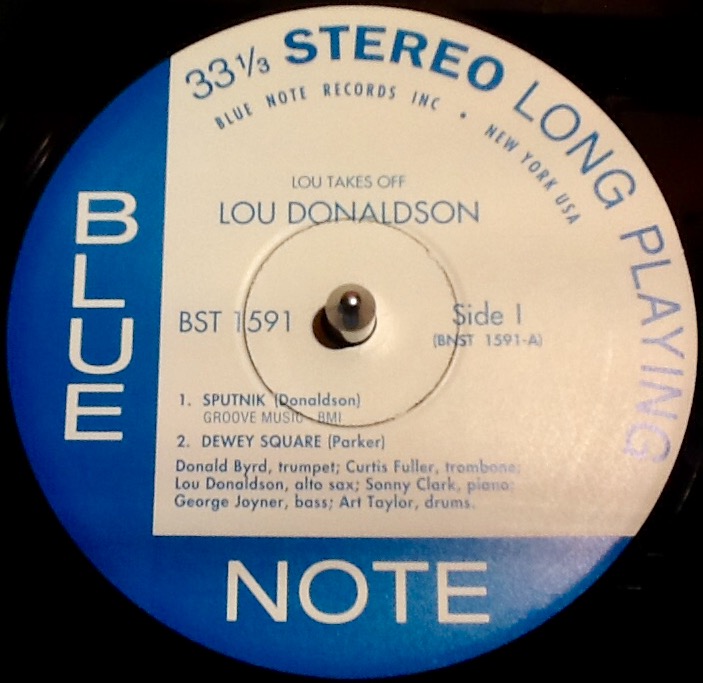 33⅓ STEREO LONG PLAYING
BLUE NOTE RECORDS INC • NEW YORK USA
LOU TAKES OFF
LOU DONALDSON
BLUE
BST 1591
Side 1
(BNST 1591-A)
1. SPUTNIK (Donaldson)
GROOVE MUSIC - BMI
2. DEWEY SQUARE (Parker)
Donald Byrd, trumpet; Curtis Fuller, trombone;
Lou Donaldson, alto sax; Sonny Clark, piano;
George Joyner, bass; Art Taylor, drums.
NOTE